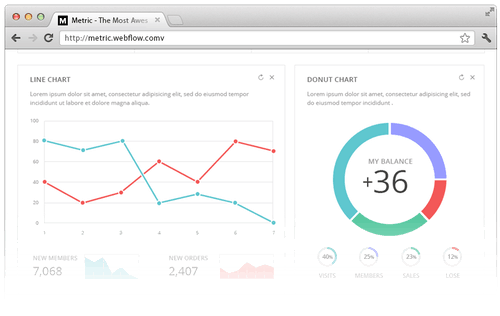 Metric - The Most Awes
http://metric.webflow.comv
LINE CHART
Lorem ipsum dolor sit amet, consectetur adipisicing elit, sed do eiusmod tempor
incididunt ut labore et dolore magna aliqua.
100
80
60
40
20
0
1 2 3 4 5 6 7
DONUT CHART
Lorem ipsum dolor sit amet, consectetur adipisicing elit, sed
do eiusmod tempor incididunt .
MY BALANCE
+36
NEW MEMBERS
7,068
NEW ORDERS
2,407
40% 25% 23% 12%
VISITS MEMBERS SALES LOSE